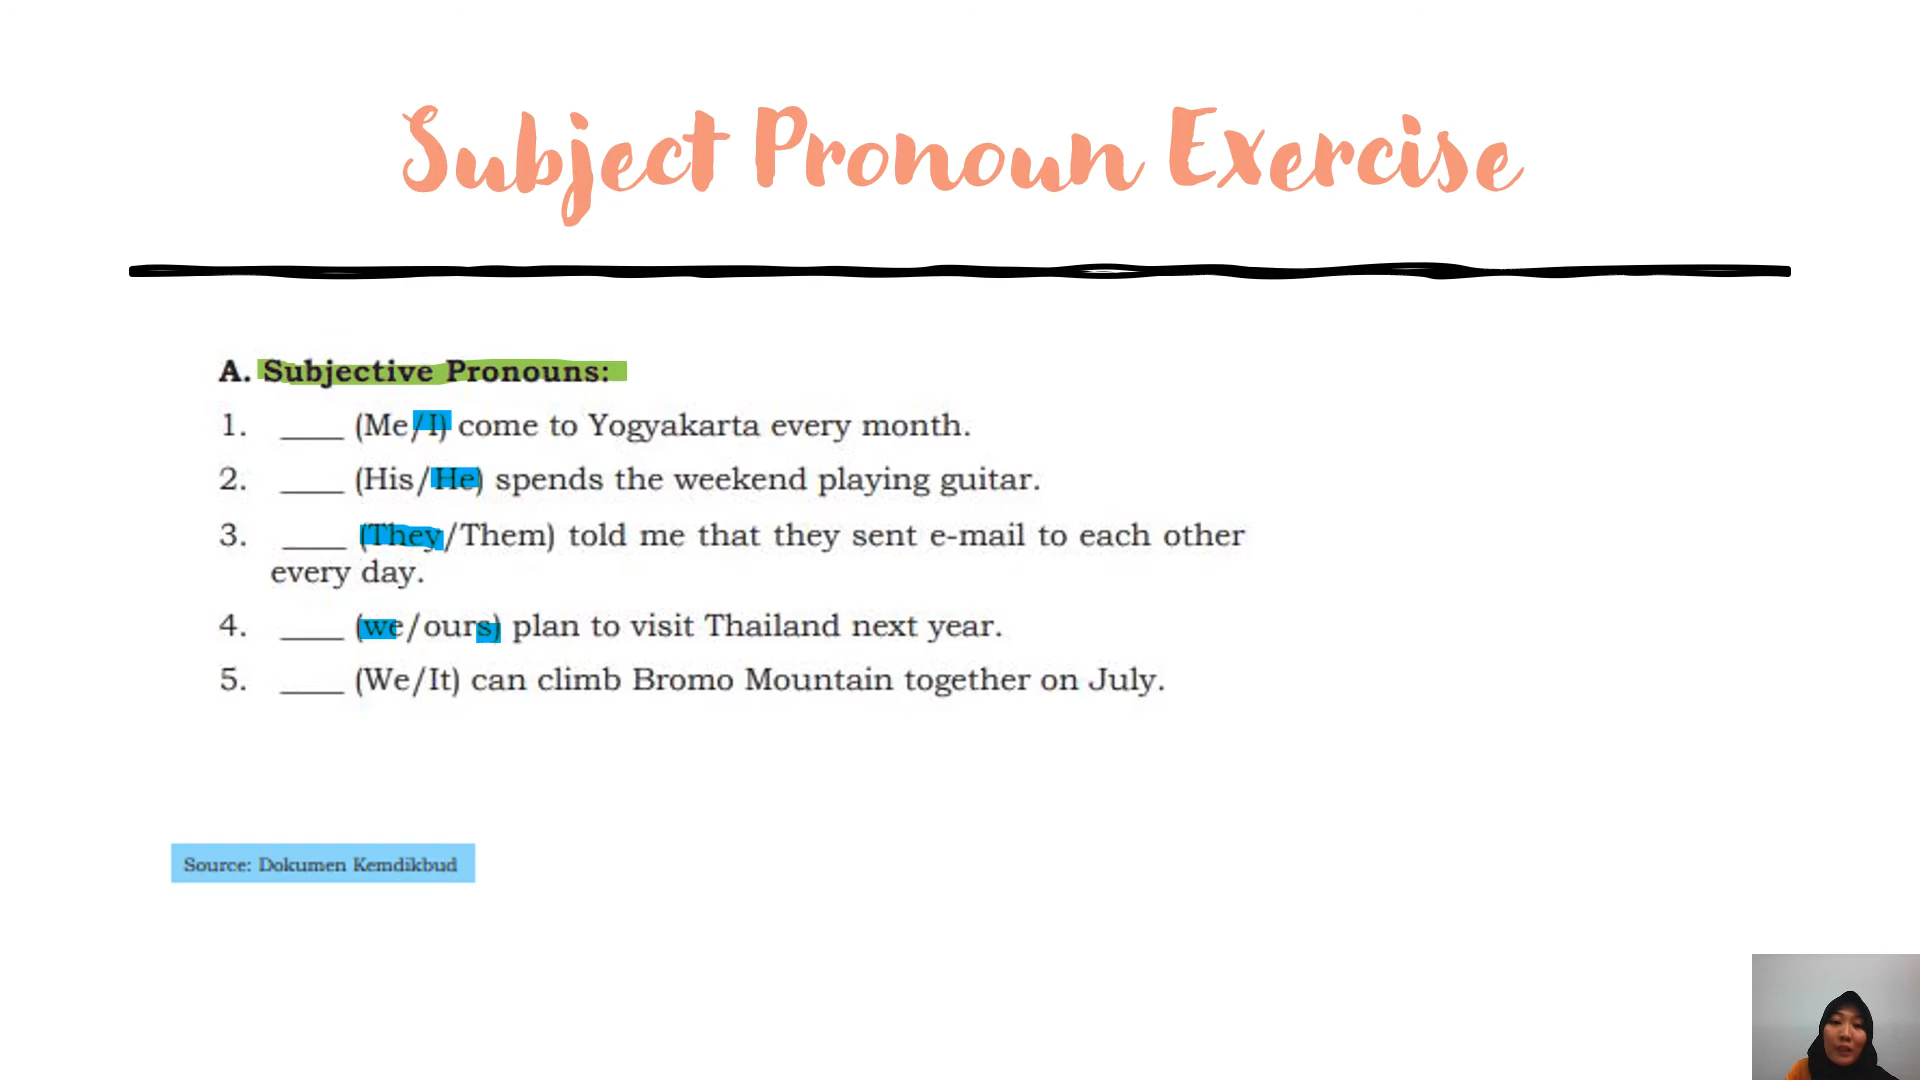 Subject Pronoun Exercise
A. Subjective Pronouns:
1. ____ (Me/I) come to Yogyakarta every month.
2. ____ (His/He) spends the weekend playing guitar.
3. ____ (They/Them) told me that they sent e-mail to each other
every day.
4. ____ (we/ours) plan to visit Thailand next year.
5. ____ (We/It) can climb Bromo Mountain together on July.
Source: Dokumen Kemdikbud